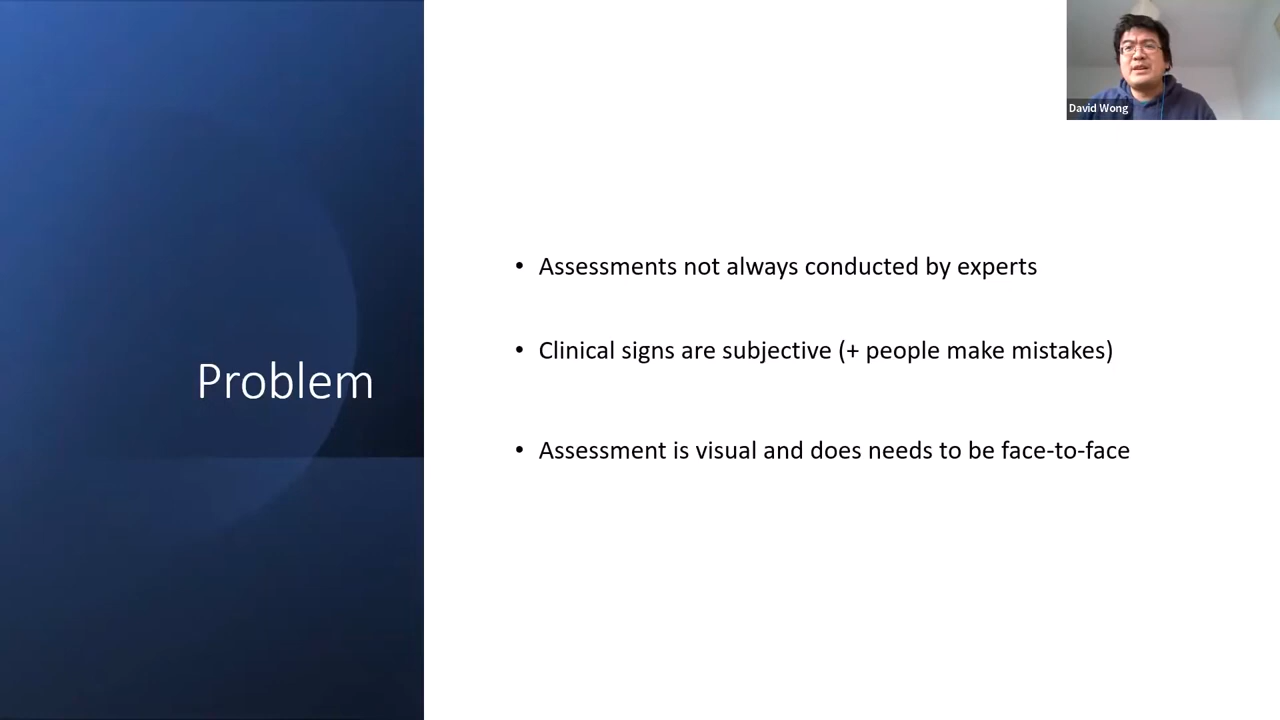 David Wong
Problem
• Assessments not always conducted by experts
• Clinical signs are subjective (+ people make mistakes)
• Assessment is visual and does needs to be face-to-face